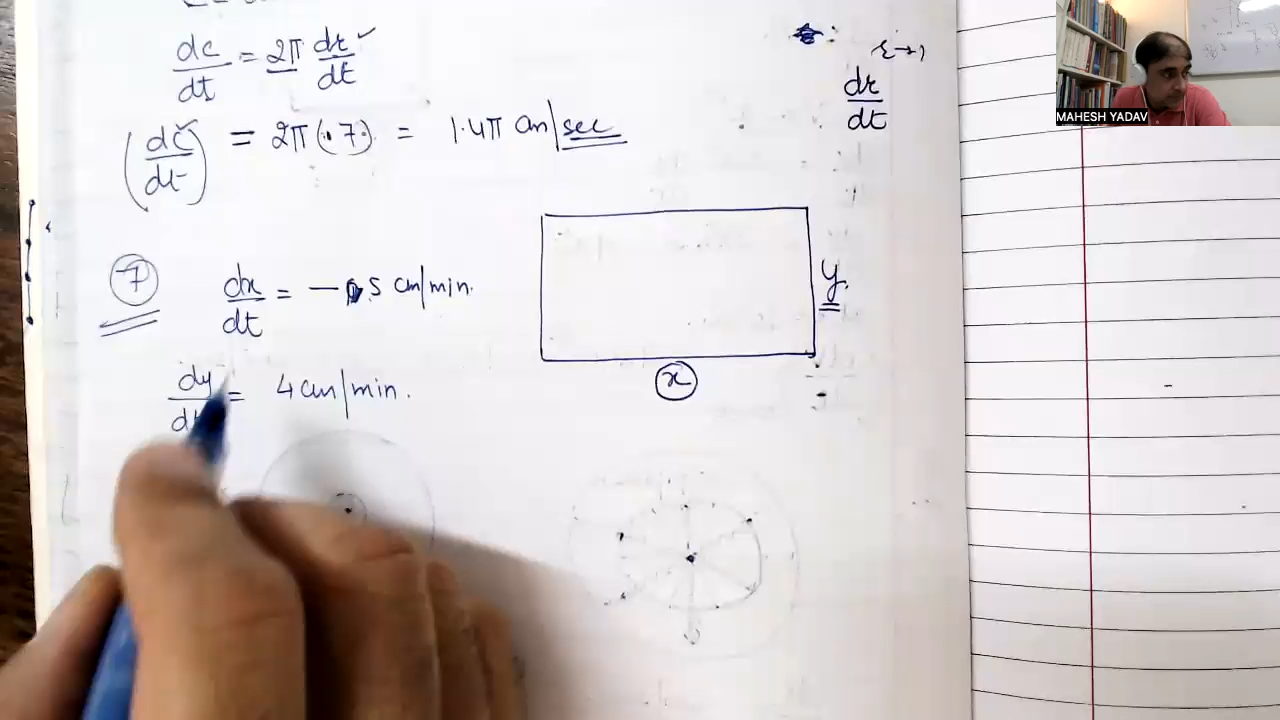 dc/dt = 2π dr/dt ✓
(dc/dt) = 2π(.7) = 1.4π cm/sec
r→
dr/dt
MAHESH YADAV
7
dx/dt = -5 cm/min.
y.
x
dy/dt = 4 cm/min.